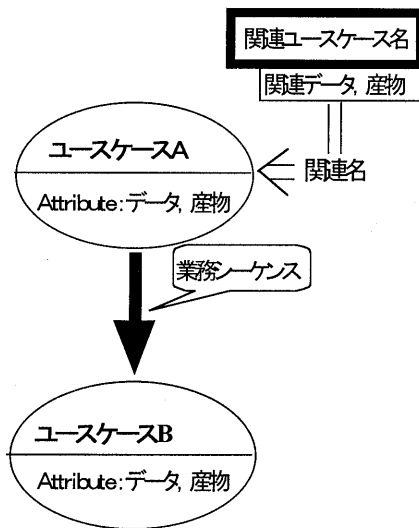 関連ユースケース名
関連データ, 産物
ユースケースA
Attribute:データ, 産物
関連名
業務シーケンス
ユースケースB
Attribute:データ, 産物